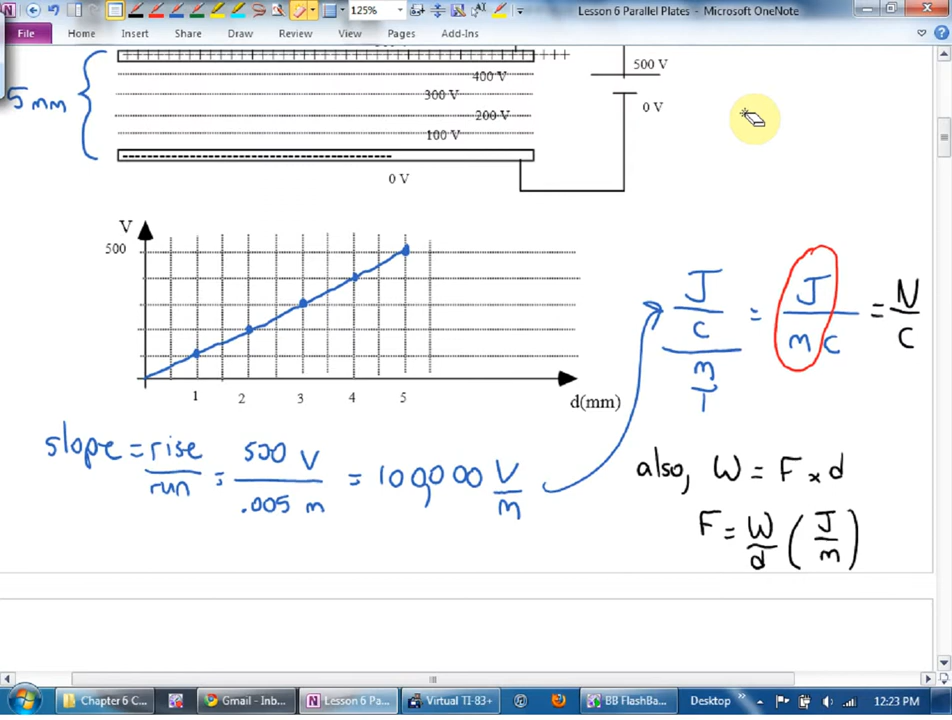 Lesson 6 Parallel Plates - Microsoft OneNote
125%
File Home Insert Share Draw Review View Pages Add-Ins
+++
500 V
400 V
5 mm
300 V
0 V
200 V
100 V
0 V
V
500
J/C / m/1 = J/mC = N/C
1 2 3 4 5
d(mm)
slope = rise/run = 500 V/.005 m = 100,000 V/m
also, W = F x d
F = W/d (J/m)
Chapter 6 C...
Gmail - Inb...
Lesson 6 Pa...
Virtual TI-83+
BB FlashBa...
Desktop
12:23 PM